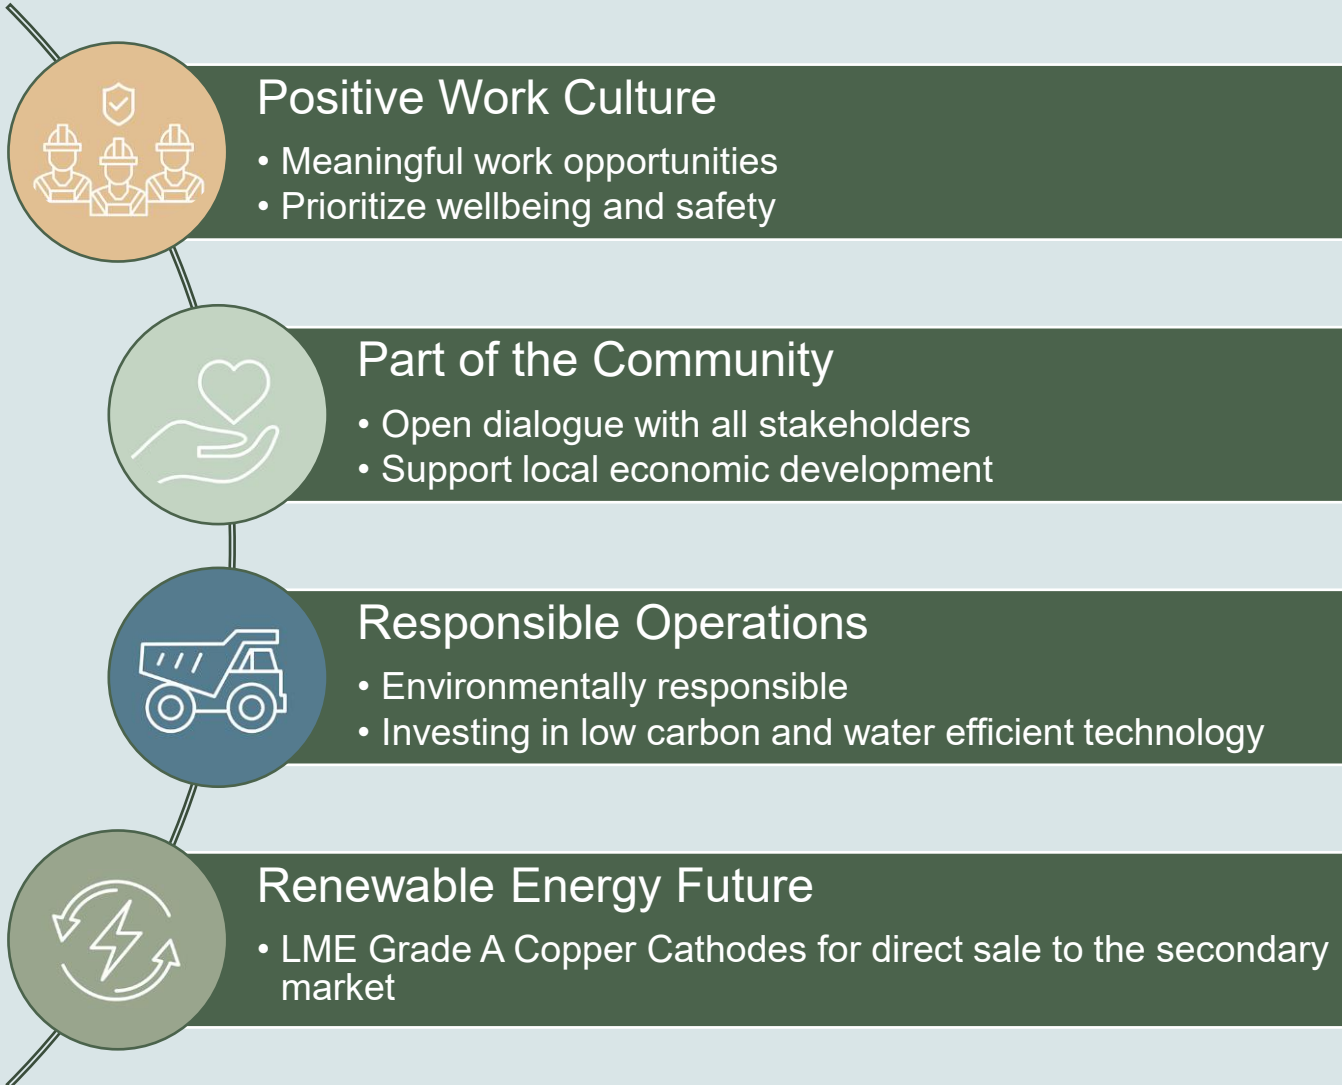 Positive Work Culture
• Meaningful work opportunities
• Prioritize wellbeing and safety
Part of the Community
• Open dialogue with all stakeholders
• Support local economic development
Responsible Operations
• Environmentally responsible
• Investing in low carbon and water efficient technology
Renewable Energy Future
• LME Grade A Copper Cathodes for direct sale to the secondary
market